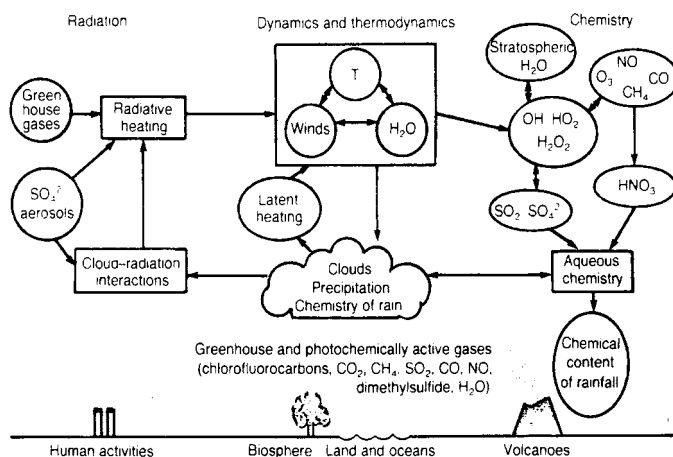 Radiation
Dynamics and thermodynamics
Chemistry
Green
house
gases
Radiative
heating
SO₄²
aerosols
Cloud-radiation
interactions
T
Winds
H₂O
Latent
heating
Clouds
Precipitation
Chemistry of rain
Stratospheric
H₂O
OH HO₂
H₂O₂
NO
O₃ CO
CH₄
SO₂ SO₄²
HNO₃
Aqueous
chemistry
Chemical
content
of rainfall
Greenhouse and photochemically active gases
(chlorofluorocarbons, CO₂, CH₄, SO₂, CO, NO,
dimethylsulfide, H₂O)
Human activities
Biosphere
Land and oceans
Volcanoes